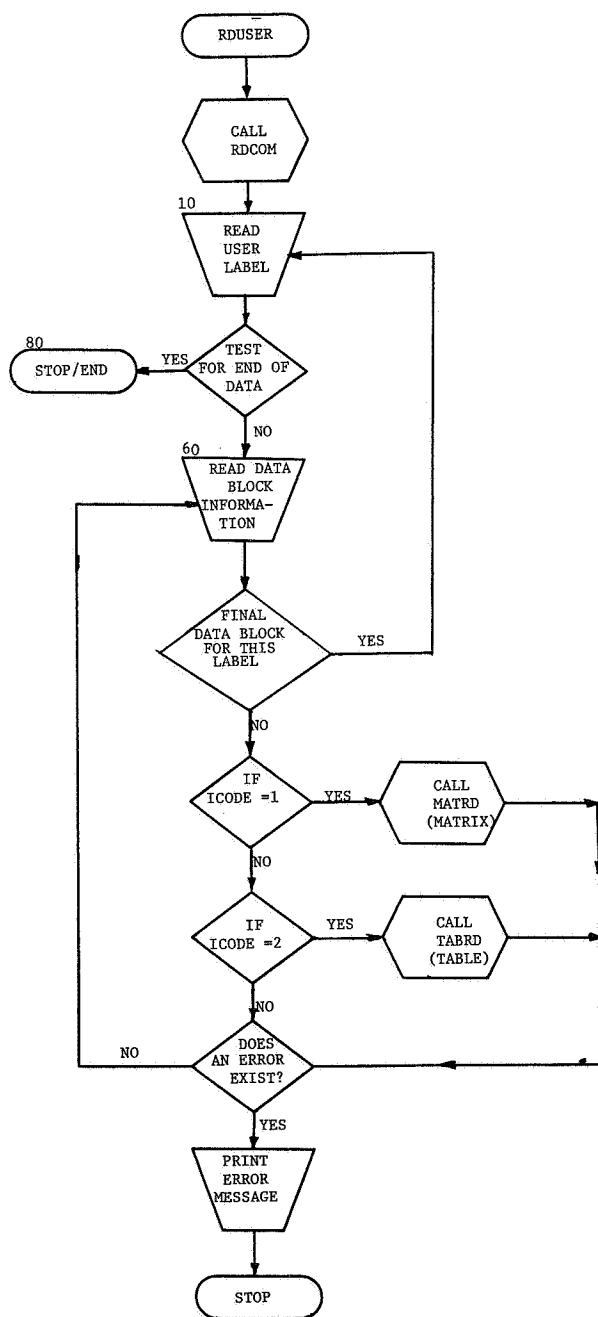 RDUSER
CALL
RDCOM
10
READ
USER
LABEL
80
STOP/END
YES
TEST
FOR END OF
DATA
NO
60
READ DATA
BLOCK
INFORMA-
TION
FINAL
DATA BLOCK
FOR THIS
LABEL
YES
NO
IF
ICODE =1
YES
CALL
MATRD
(MATRIX)
NO
IF
ICODE =2
YES
CALL
TABRD
(TABLE)
NO
NO
DOES
AN ERROR
EXIST?
YES
PRINT
ERROR
MESSAGE
STOP